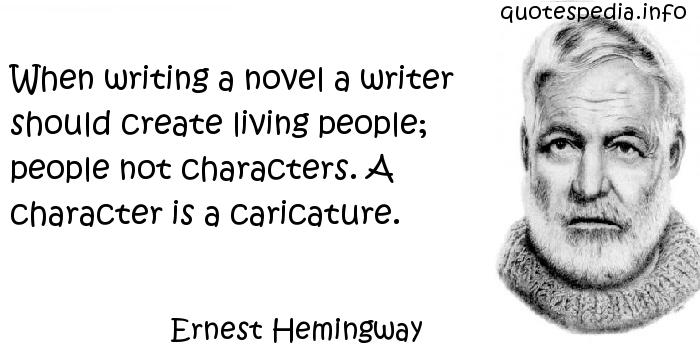 quotespedia.info
When writing a novel a writer
should create living people;
people not characters. A
character is a caricature.
Ernest Hemingway